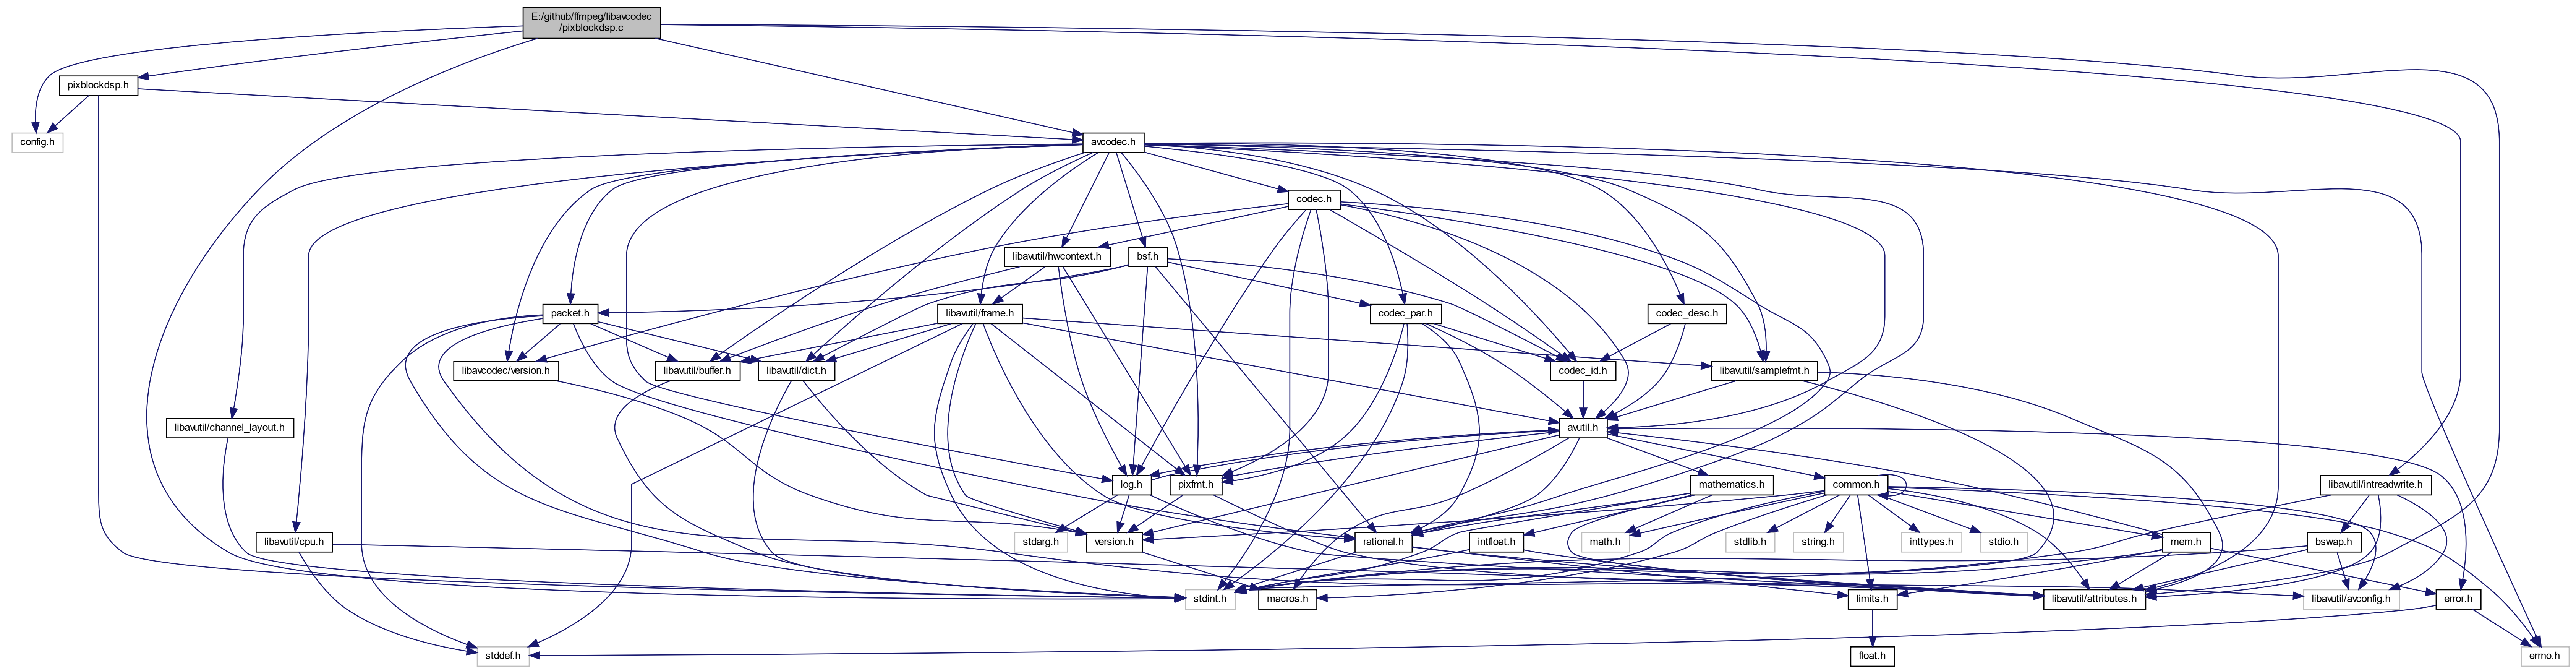 E:/github/ffmpeg/libavcodec
/pixblockdsp.c
pixblockdsp.h
config.h
avcodec.h
codec.h
libavutil/hwcontext.h
bsf.h
packet.h
libavutil/frame.h
codec_par.h
codec_desc.h
libavcodec/version.h
libavutil/buffer.h
libavutil/dict.h
codec_id.h
libavutil/samplefmt.h
libavutil/channel_layout.h
avutil.h
log.h
pixfmt.h
mathematics.h
common.h
libavutil/intreadwrite.h
libavutil/cpu.h
stdarg.h
version.h
rational.h
intfloat.h
math.h
stdlib.h
string.h
inttypes.h
stdio.h
mem.h
bswap.h
stdint.h
macros.h
limits.h
libavutil/attributes.h
libavutil/avconfig.h
error.h
stddef.h
float.h
errno.h